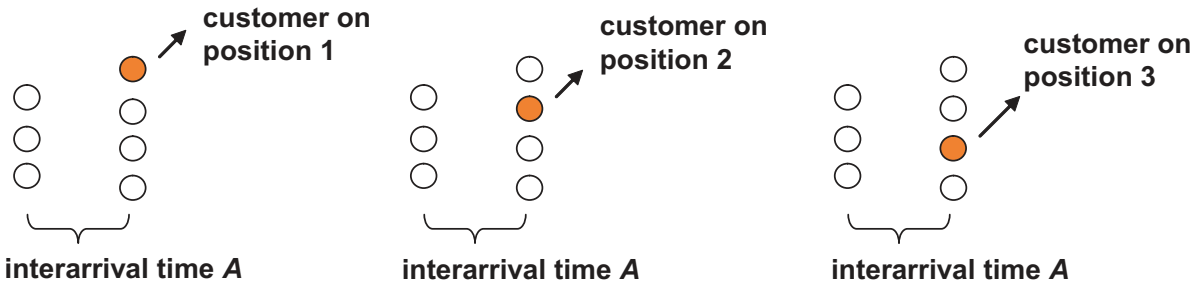 customer on
position 1
customer on
position 2
customer on
position 3
interarrival time A
interarrival time A
interarrival time A